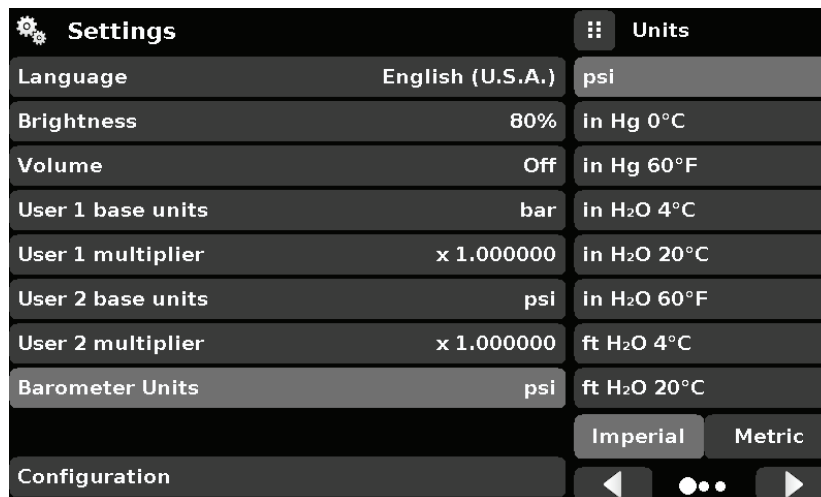 Settings
Language English (U.S.A.)
Brightness 80%
Volume Off
User 1 base units bar
User 1 multiplier x 1.000000
User 2 base units psi
User 2 multiplier x 1.000000
Barometer Units psi
Configuration
Units
psi
in Hg 0°C
in Hg 60°F
in H₂O 4°C
in H₂O 20°C
in H₂O 60°F
ft H₂O 4°C
ft H₂O 20°C
Imperial Metric